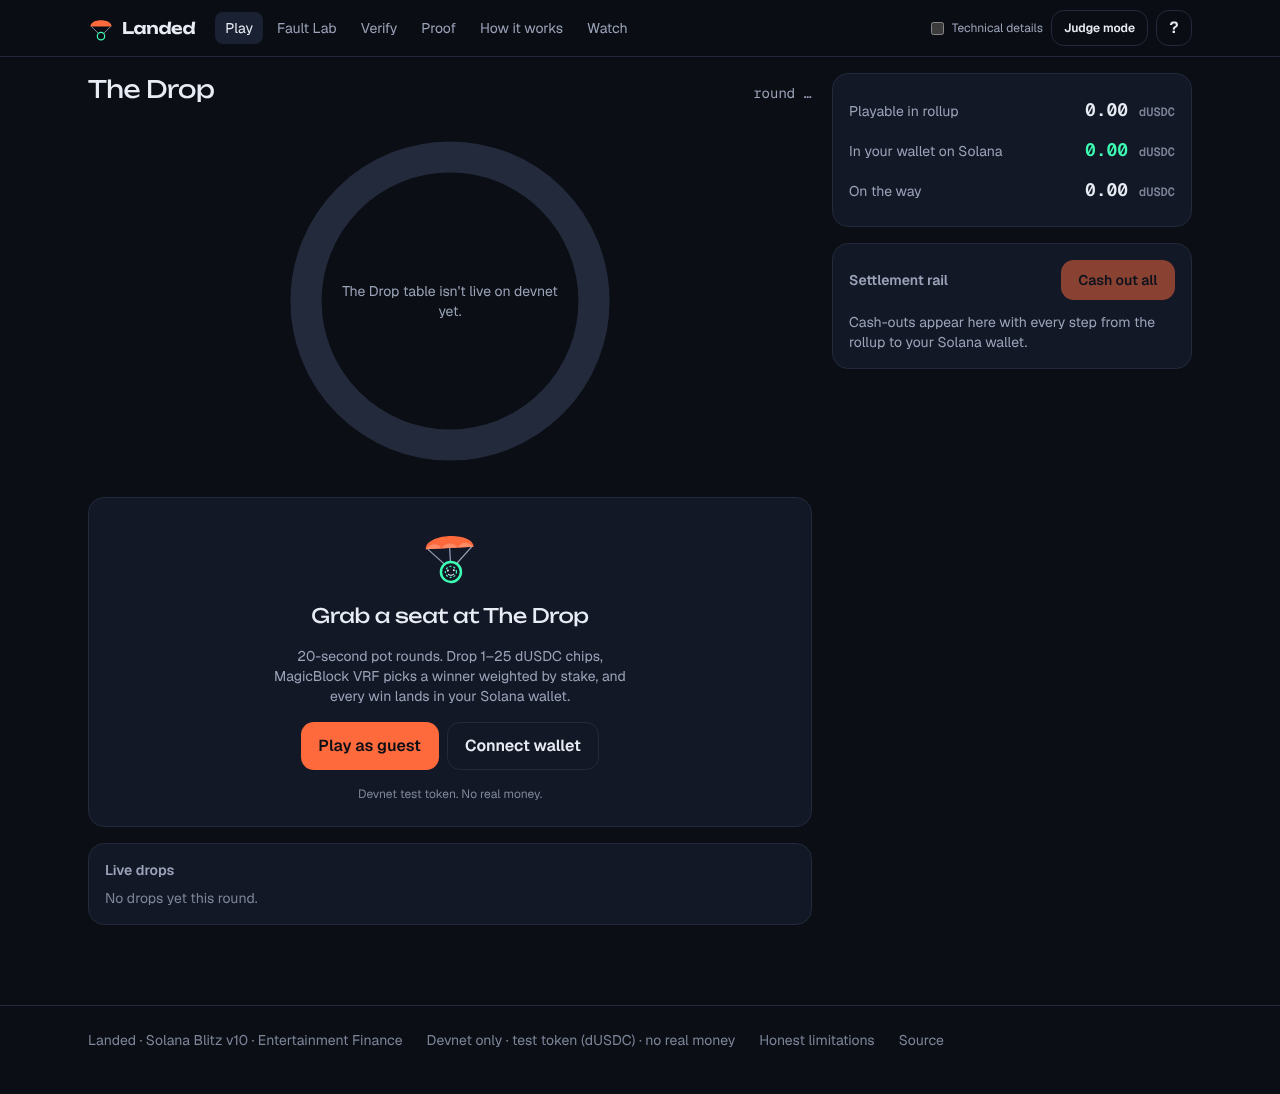 Landed
Play
Fault Lab
Verify
Proof
How it works
Watch
Technical details
Judge mode
?
The Drop
round …
The Drop table isn't live on devnet
yet.
Playable in rollup
0.00 dUSDC
In your wallet on Solana
0.00 dUSDC
On the way
0.00 dUSDC
Settlement rail
Cash out all
Cash-outs appear here with every step from the
rollup to your Solana wallet.
Grab a seat at The Drop
20-second pot rounds. Drop 1–25 dUSDC chips,
MagicBlock VRF picks a winner weighted by stake, and
every win lands in your Solana wallet.
Play as guest
Connect wallet
Devnet test token. No real money.
Live drops
No drops yet this round.
Landed · Solana Blitz v10 · Entertainment Finance
Devnet only · test token (dUSDC) · no real money
Honest limitations
Source